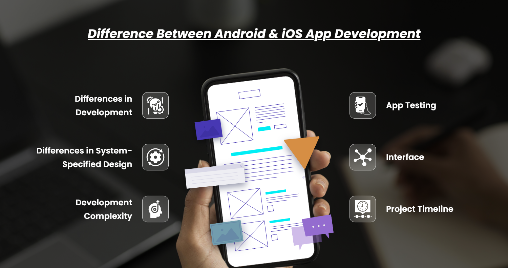 Difference Between Android & iOS App Development
Differences in
Development
Differences in System-
Specified Design
Development
Complexity
App Testing
Interface
Project Timeline